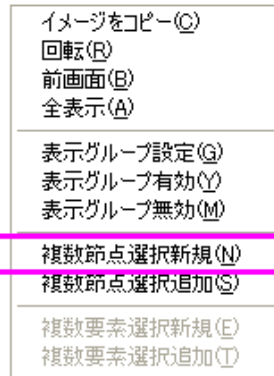 イメージをコピー(C)
回転(R)
前画面(B)
全表示(A)
表示グループ設定(G)
表示グループ有効(Y)
表示グループ無効(M)
複数節点選択新規(N)
複数節点選択追加(S)
複数要素選択新規(E)
複数要素選択追加(T)